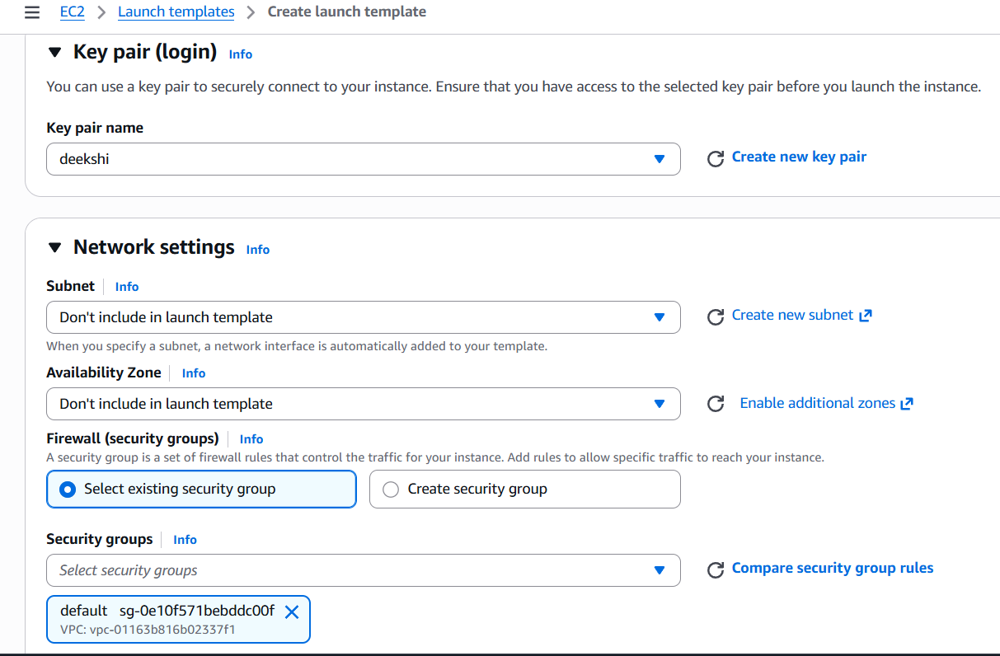 EC2 > Launch templates > Create launch template
Key pair (login) Info
You can use a key pair to securely connect to your instance. Ensure that you have access to the selected key pair before you launch the instance.
Key pair name
deekshi
Create new key pair
Network settings Info
Subnet Info
Don't include in launch template
Create new subnet
When you specify a subnet, a network interface is automatically added to your template.
Availability Zone Info
Don't include in launch template
Enable additional zones
Firewall (security groups) Info
A security group is a set of firewall rules that control the traffic for your instance. Add rules to allow specific traffic to reach your instance.
Select existing security group
Create security group
Security groups Info
Select security groups
Compare security group rules
default sg-0e10f571bebddc00f
VPC: vpc-01163b816b02337f1